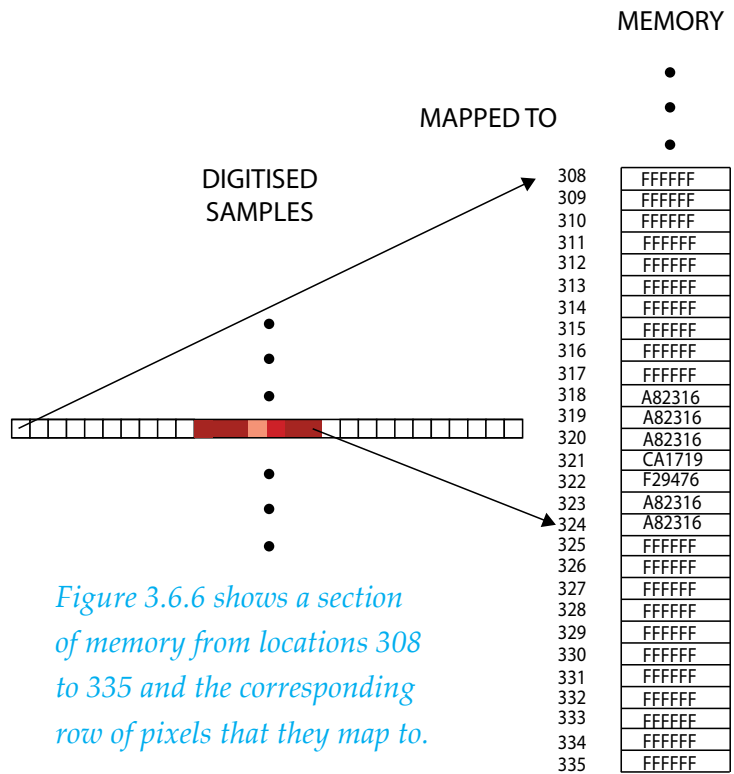 MEMORY
MAPPED TO
DIGITISED
SAMPLES
308 FFFFFF
309 FFFFFF
310 FFFFFF
311 FFFFFF
312 FFFFFF
313 FFFFFF
314 FFFFFF
315 FFFFFF
316 FFFFFF
317 FFFFFF
318 A82316
319 A82316
320 A82316
321 CA1719
322 F29476
323 A82316
324 A82316
325 FFFFFF
326 FFFFFF
327 FFFFFF
328 FFFFFF
329 FFFFFF
330 FFFFFF
331 FFFFFF
332 FFFFFF
333 FFFFFF
334 FFFFFF
335 FFFFFF
Figure 3.6.6 shows a section
of memory from locations 308
to 335 and the corresponding
row of pixels that they map to.